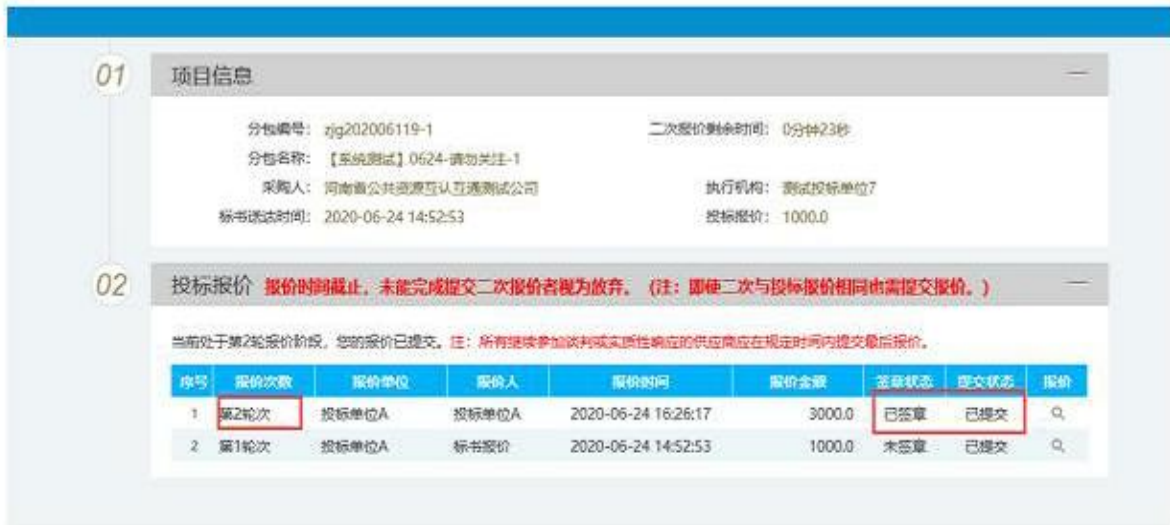 01 项目信息
分包编号： zjg202006119-1 二次报价剩余时间： 0分钟23秒
分包名称： 【系统测试】0624-请勿关注-1
采购人： 河南省公共资源互认互通测试公司 执行机构： 测试投标单位7
标书送达时间： 2020-06-24 14:52:53 投标报价： 1000.0
02 投标报价 报价时间截止，未能完成提交二次报价者视为放弃。（注：即使二次与投标报价相同也需提交报价。）
当前处于第2轮报价阶段，您的报价已提交。注：所有继续参加谈判或实质性响应的供应商应在规定时间内提交最后报价。
序号 报价次数 报价单位 报价人 报价时间 报价金额 签章状态 提交状态 报价
1 第2轮次 投标单位A 投标单位A 2020-06-24 16:26:17 3000.0 已签章 已提交
2 第1轮次 投标单位A 标书报价 2020-06-24 14:52:53 1000.0 未签章 已提交